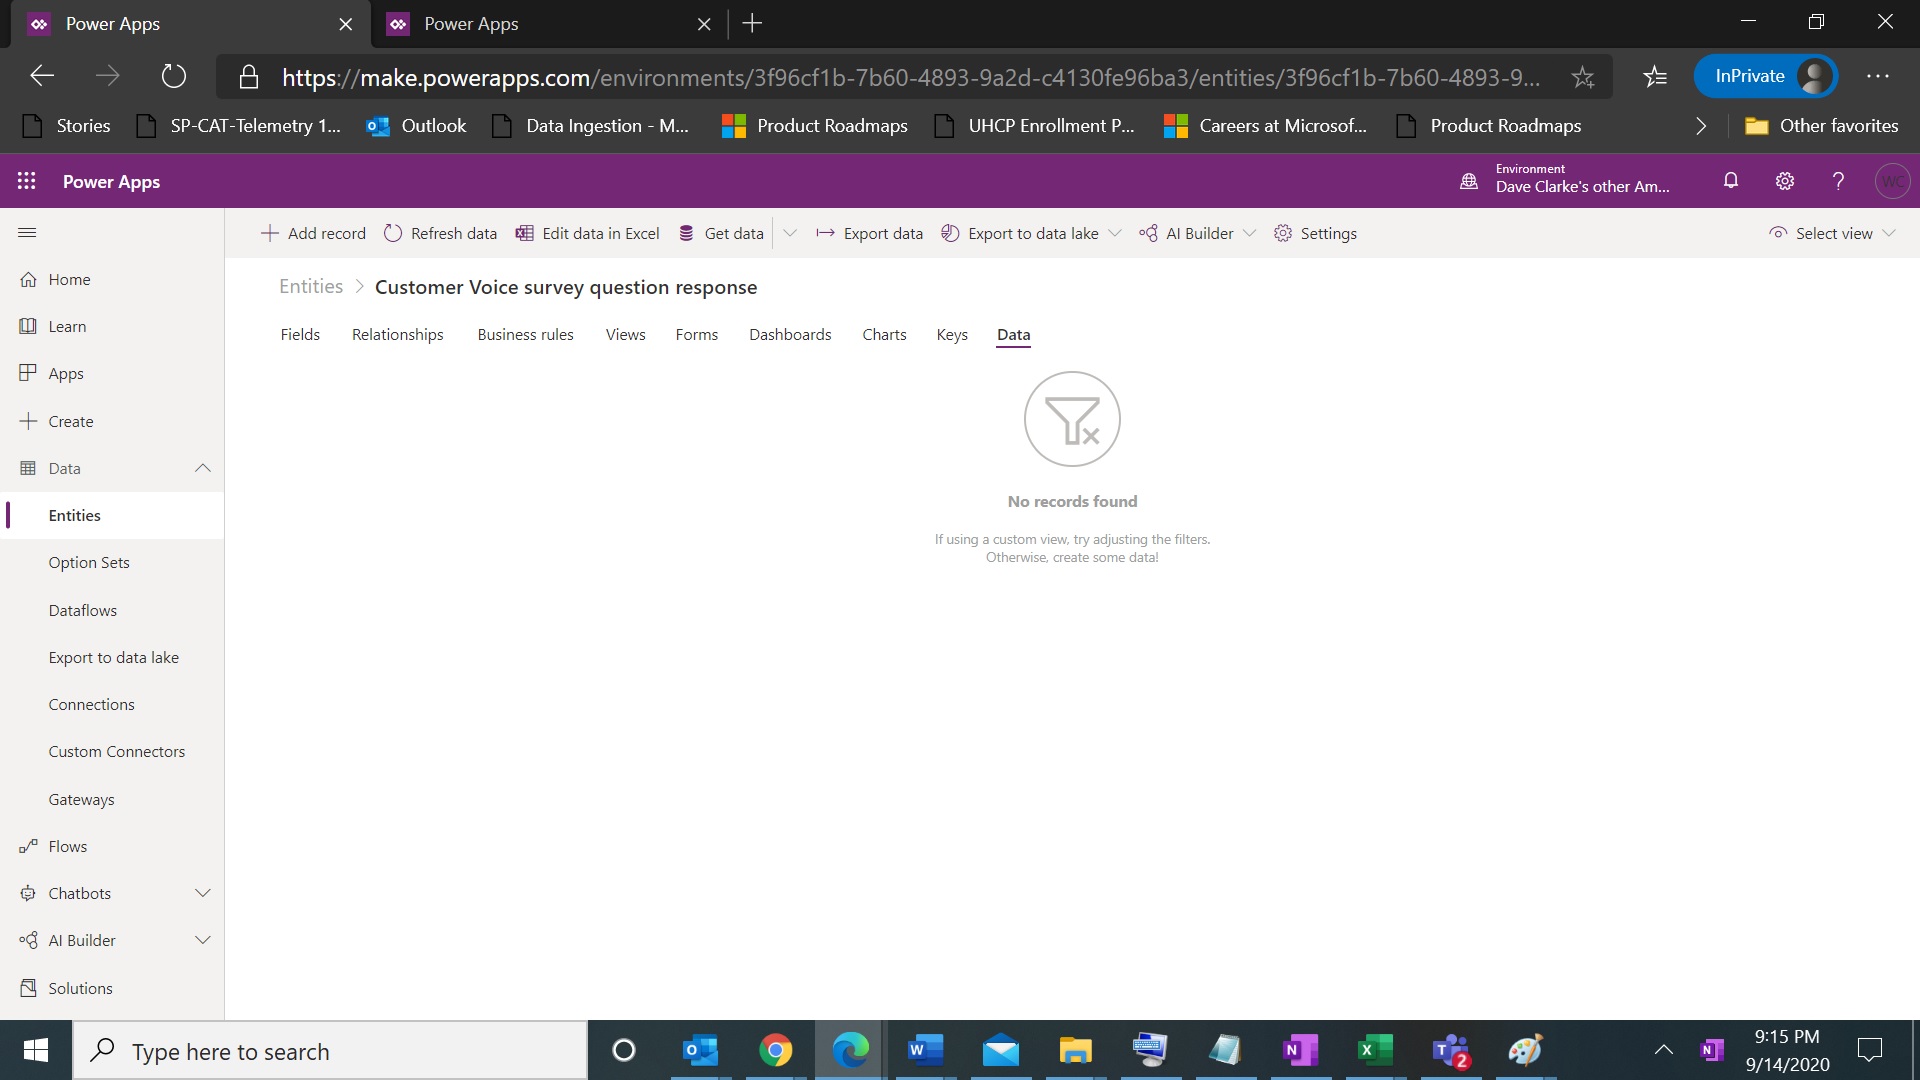 Power Apps
Power Apps
https://make.powerapps.com/environments/3f96cf1b-7b60-4893-9a2d-c4130fe96ba3/entities/3f96cf1b-7b60-4893-9...
InPrivate
Stories
SP-CAT-Telemetry 1...
Outlook
Data Ingestion - M...
Product Roadmaps
UHCP Enrollment P...
Careers at Microsof...
Product Roadmaps
Other favorites
Power Apps
Environment
Dave Clarke's other Am...
WC
Add record
Refresh data
Edit data in Excel
Get data
Export data
Export to data lake
AI Builder
Settings
Select view
Home
Learn
Apps
Create
Data
Entities
Option Sets
Dataflows
Export to data lake
Connections
Custom Connectors
Gateways
Flows
Chatbots
AI Builder
Solutions
Entities > Customer Voice survey question response
Fields
Relationships
Business rules
Views
Forms
Dashboards
Charts
Keys
Data
No records found
If using a custom view, try adjusting the filters.
Otherwise, create some data!
Type here to search
2
9:15 PM
9/14/2020